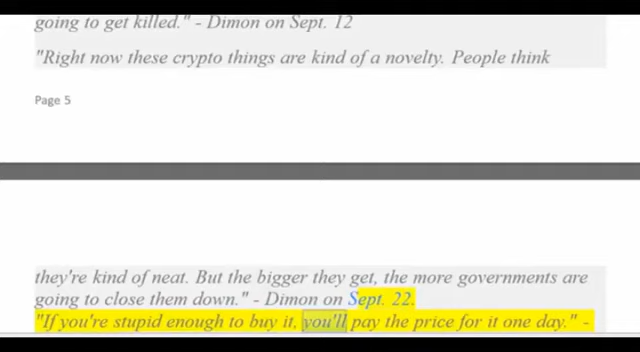 going to get killed." - Dimon on Sept. 12
"Right now these crypto things are kind of a novelty. People think
Page 5
they're kind of neat. But the bigger they get, the more governments are
going to close them down." - Dimon on Sept. 22.
"If you're stupid enough to buy it, you'll pay the price for it one day." -